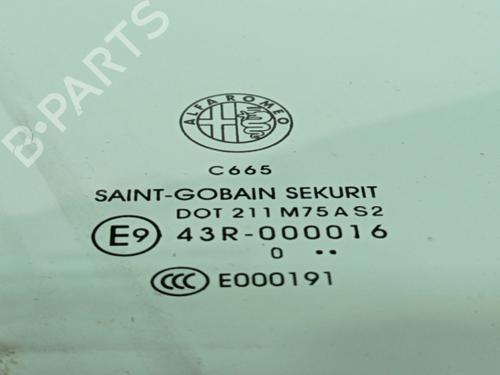 ALFA ROMEO
C665
SAINT-GOBAIN SEKURIT
DOT 211 M75 AS2
E9 43R-000016
0 ••
CCC E000191
B-PARTS